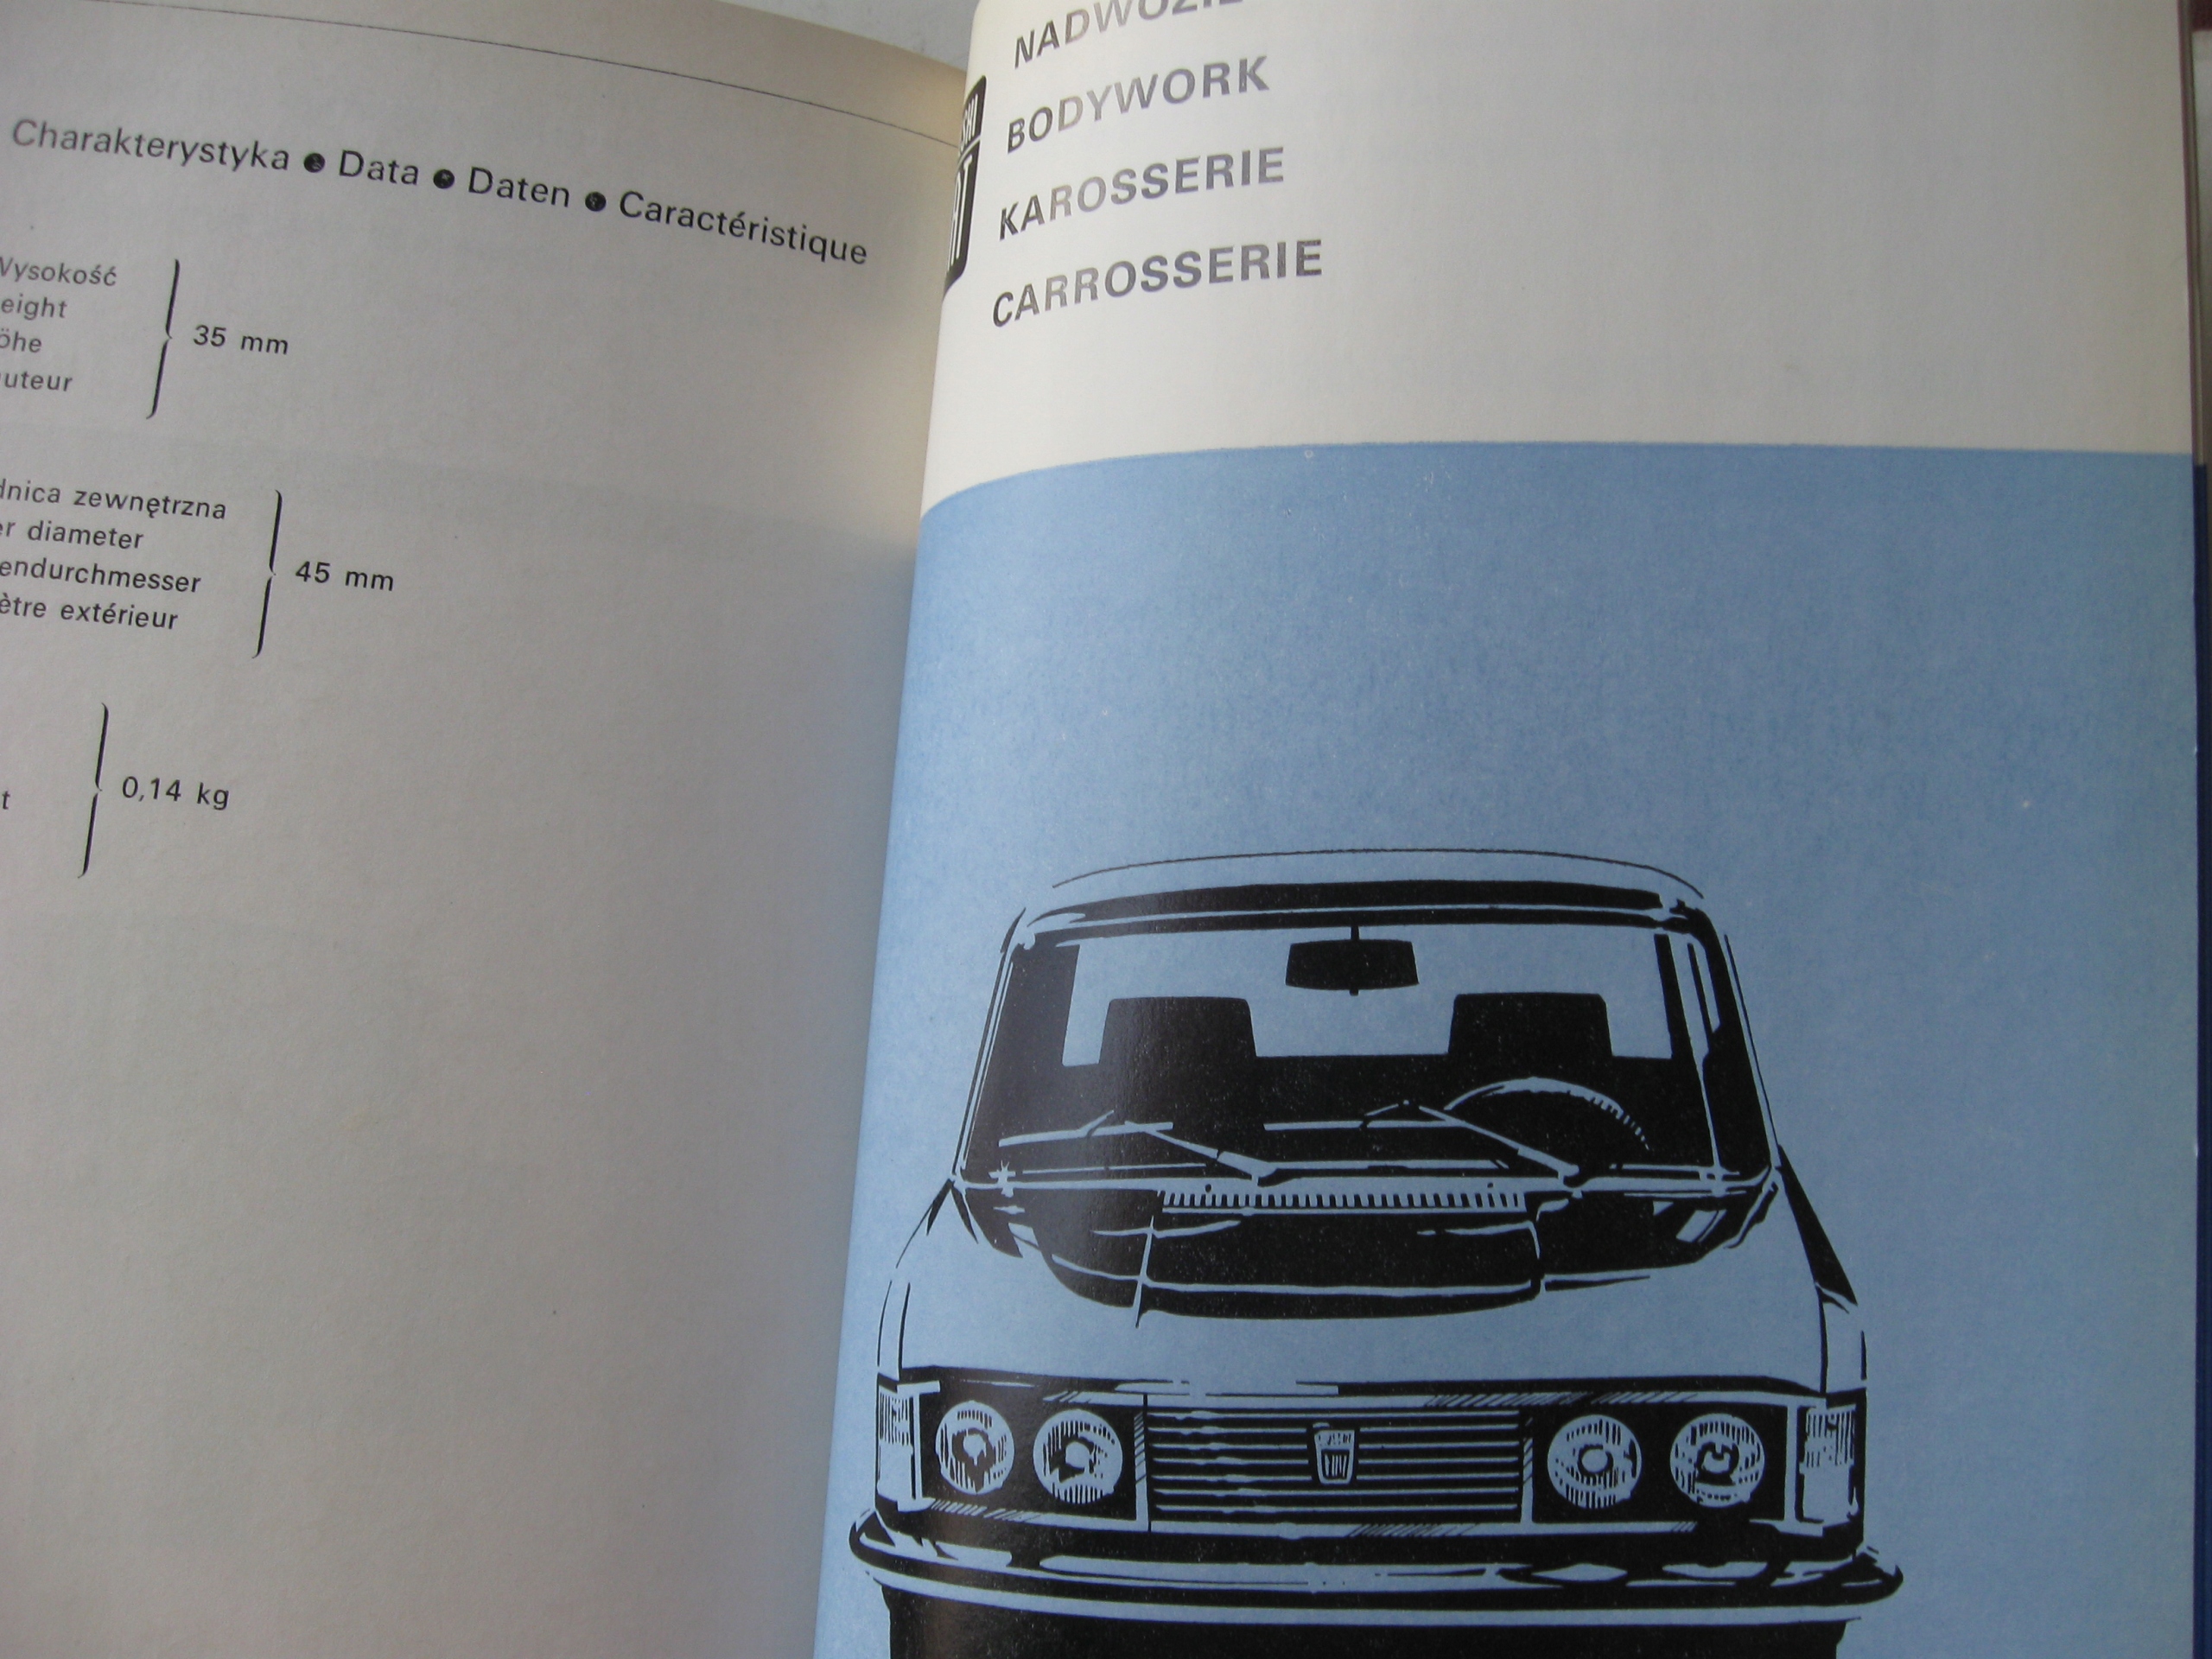 Charakterystyka ● Data ● Daten ● Caractéristique
Wysokość
eight
öhe
uteur
35 mm
dnica zewnętrzna
er diameter
endurchmesser
ètre extérieur
45 mm
t
0,14 kg
NADWOZIE
BODYWORK
KAROSSERIE
CARROSSERIE